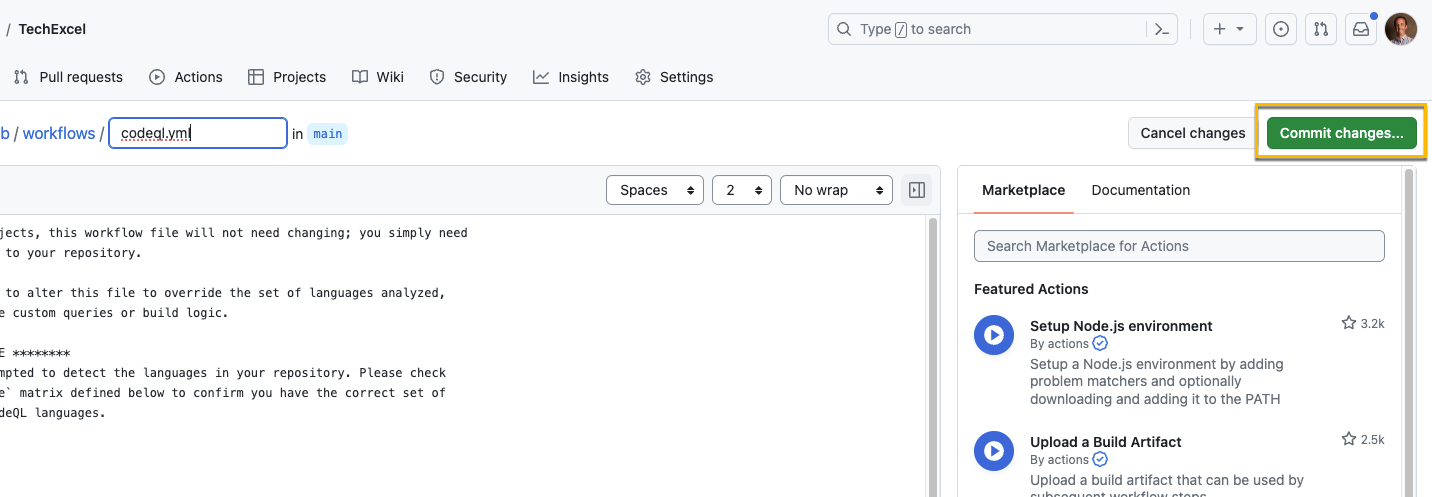 / TechExcel
Type / to search
Pull requests Actions Projects Wiki Security Insights Settings
b / workflows / codeql.yml in main
Cancel changes
Commit changes...
Spaces 2 No wrap
Marketplace Documentation
jects, this workflow file will not need changing; you simply need
to your repository.
to alter this file to override the set of languages analyzed,
e custom queries or build logic.
E ********
mpted to detect the languages in your repository. Please check
e` matrix defined below to confirm you have the correct set of
deQL languages.
Search Marketplace for Actions
Featured Actions
Setup Node.js environment 3.2k
By actions
Setup a Node.js environment by adding
problem matchers and optionally
downloading and adding it to the PATH
Upload a Build Artifact 2.5k
By actions
Upload a build artifact that can be used by
subsequent workflow steps